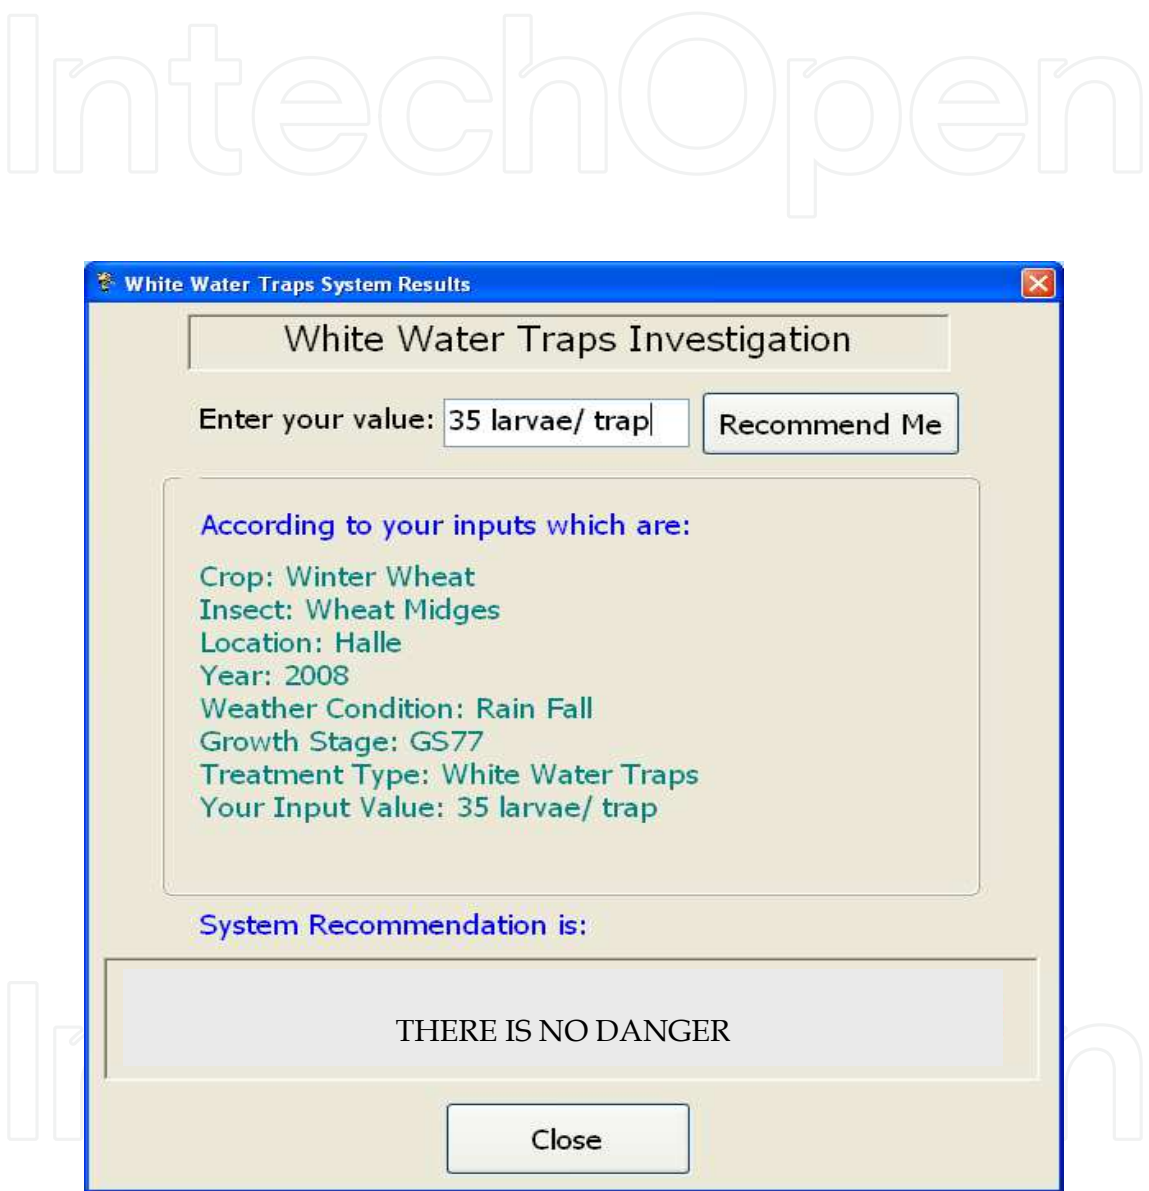 IntechOpen
White Water Traps System Results
White Water Traps Investigation
Enter your value: 35 larvae/ trap Recommend Me
According to your inputs which are:
Crop: Winter Wheat
Insect: Wheat Midges
Location: Halle
Year: 2008
Weather Condition: Rain Fall
Growth Stage: GS77
Treatment Type: White Water Traps
Your Input Value: 35 larvae/ trap
System Recommendation is:
THERE IS NO DANGER
Close